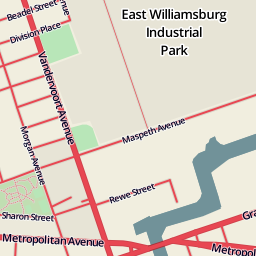 Beadel Street
Division Place
East Williamsburg
Industrial
Park
Vandervoort Avenue
Morgan Avenue
Maspeth Avenue
Rewe Street
Sharon Street
Metropolitan Avenue
Gra
Metropol